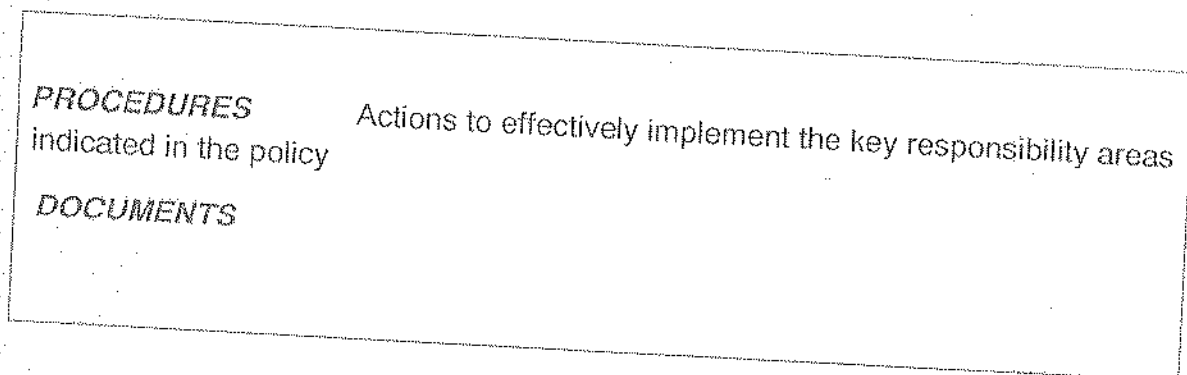 PROCEDURES Actions to effectively implement the key responsibility areas
indicated in the policy
DOCUMENTS